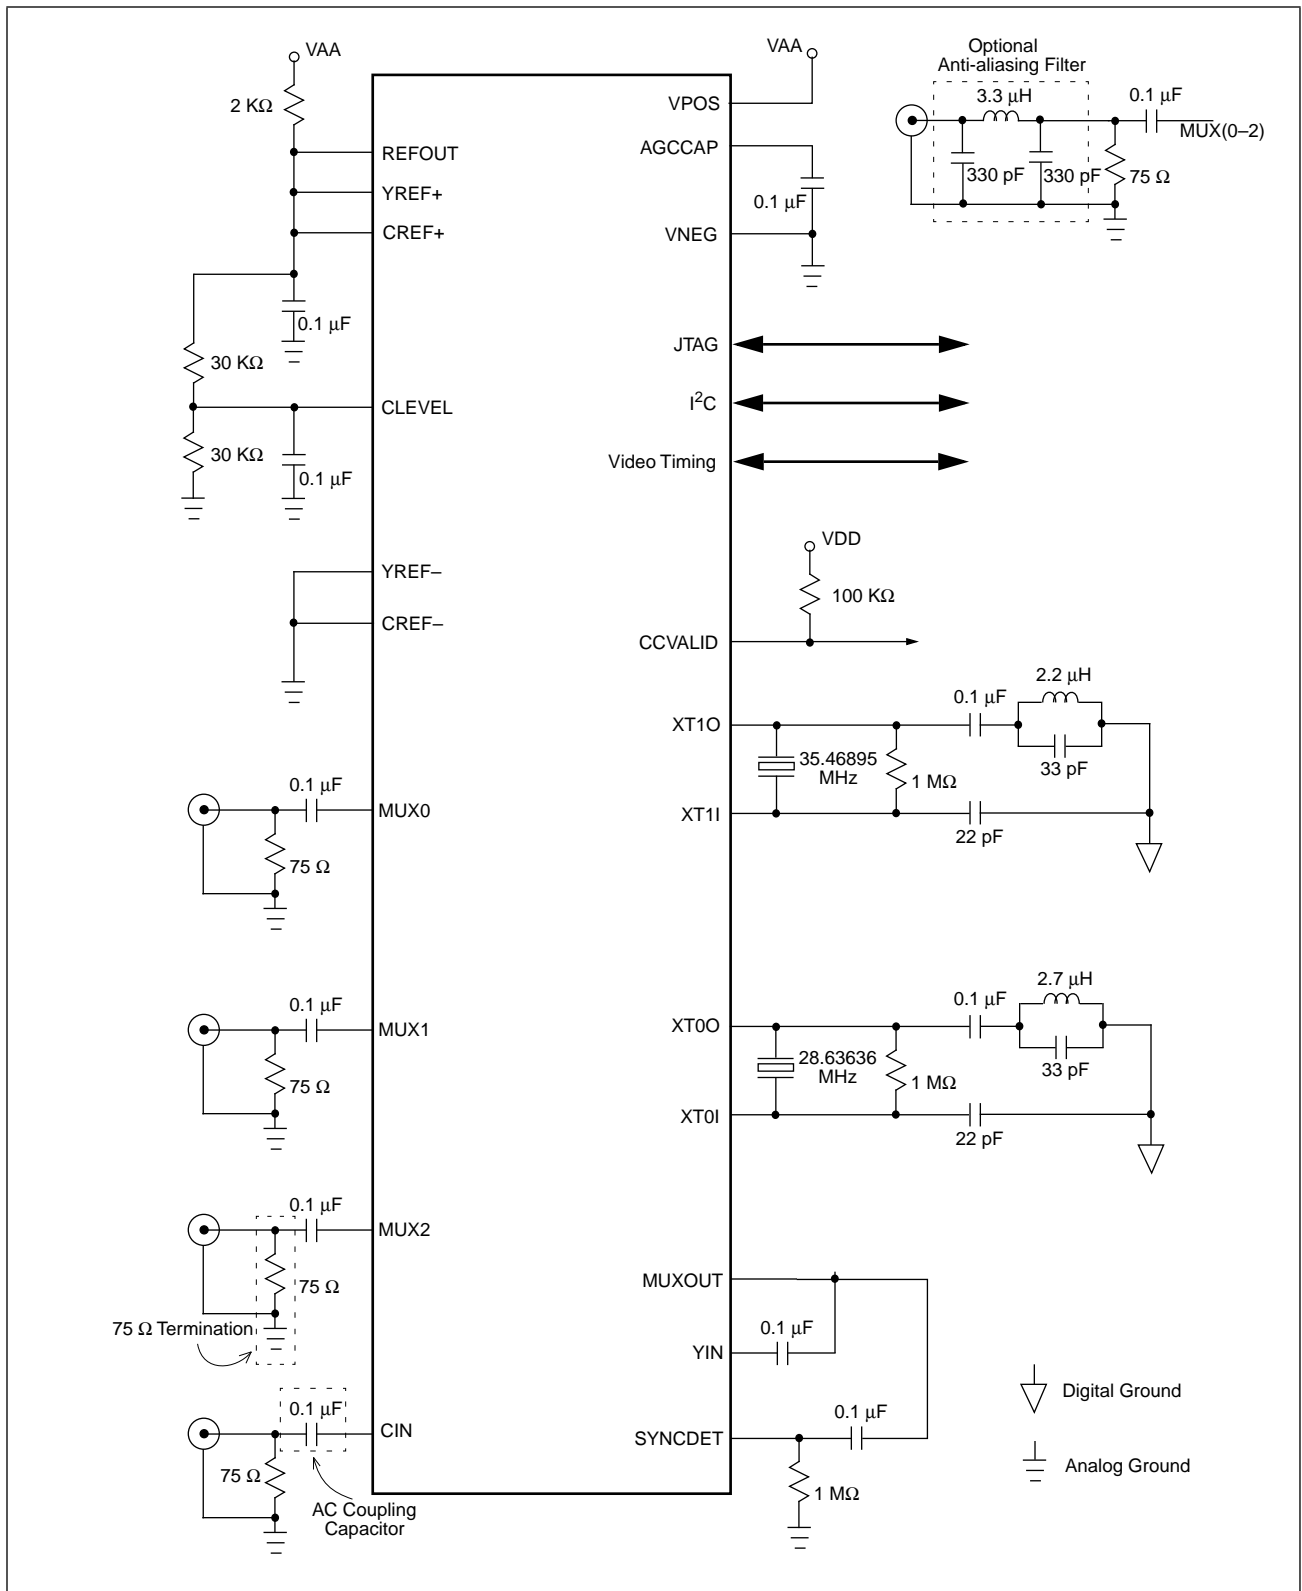 VAA
2 KΩ
REFOUT
YREF+
CREF+
0.1 μF
30 KΩ
CLEVEL
30 KΩ
0.1 μF
YREF–
CREF–
0.1 μF
MUX0
75 Ω
0.1 μF
MUX1
75 Ω
0.1 μF
MUX2
75 Ω
75 Ω Termination
0.1 μF
CIN
75 Ω
AC Coupling
Capacitor
VAA
VPOS
AGCCAP
0.1 μF
VNEG
JTAG
I²C
Video Timing
VDD
100 KΩ
CCVALID
2.2 μH
0.1 μF
XT1O
35.46895
MHz
1 MΩ
33 pF
XT1I
22 pF
2.7 μH
0.1 μF
XT0O
28.63636
MHz
1 MΩ
33 pF
XT0I
22 pF
MUXOUT
0.1 μF
YIN
0.1 μF
SYNCDET
1 MΩ
Optional
Anti-aliasing Filter
3.3 μH
0.1 μF
MUX(0–2)
330 pF
330 pF
75 Ω
Digital Ground
Analog Ground